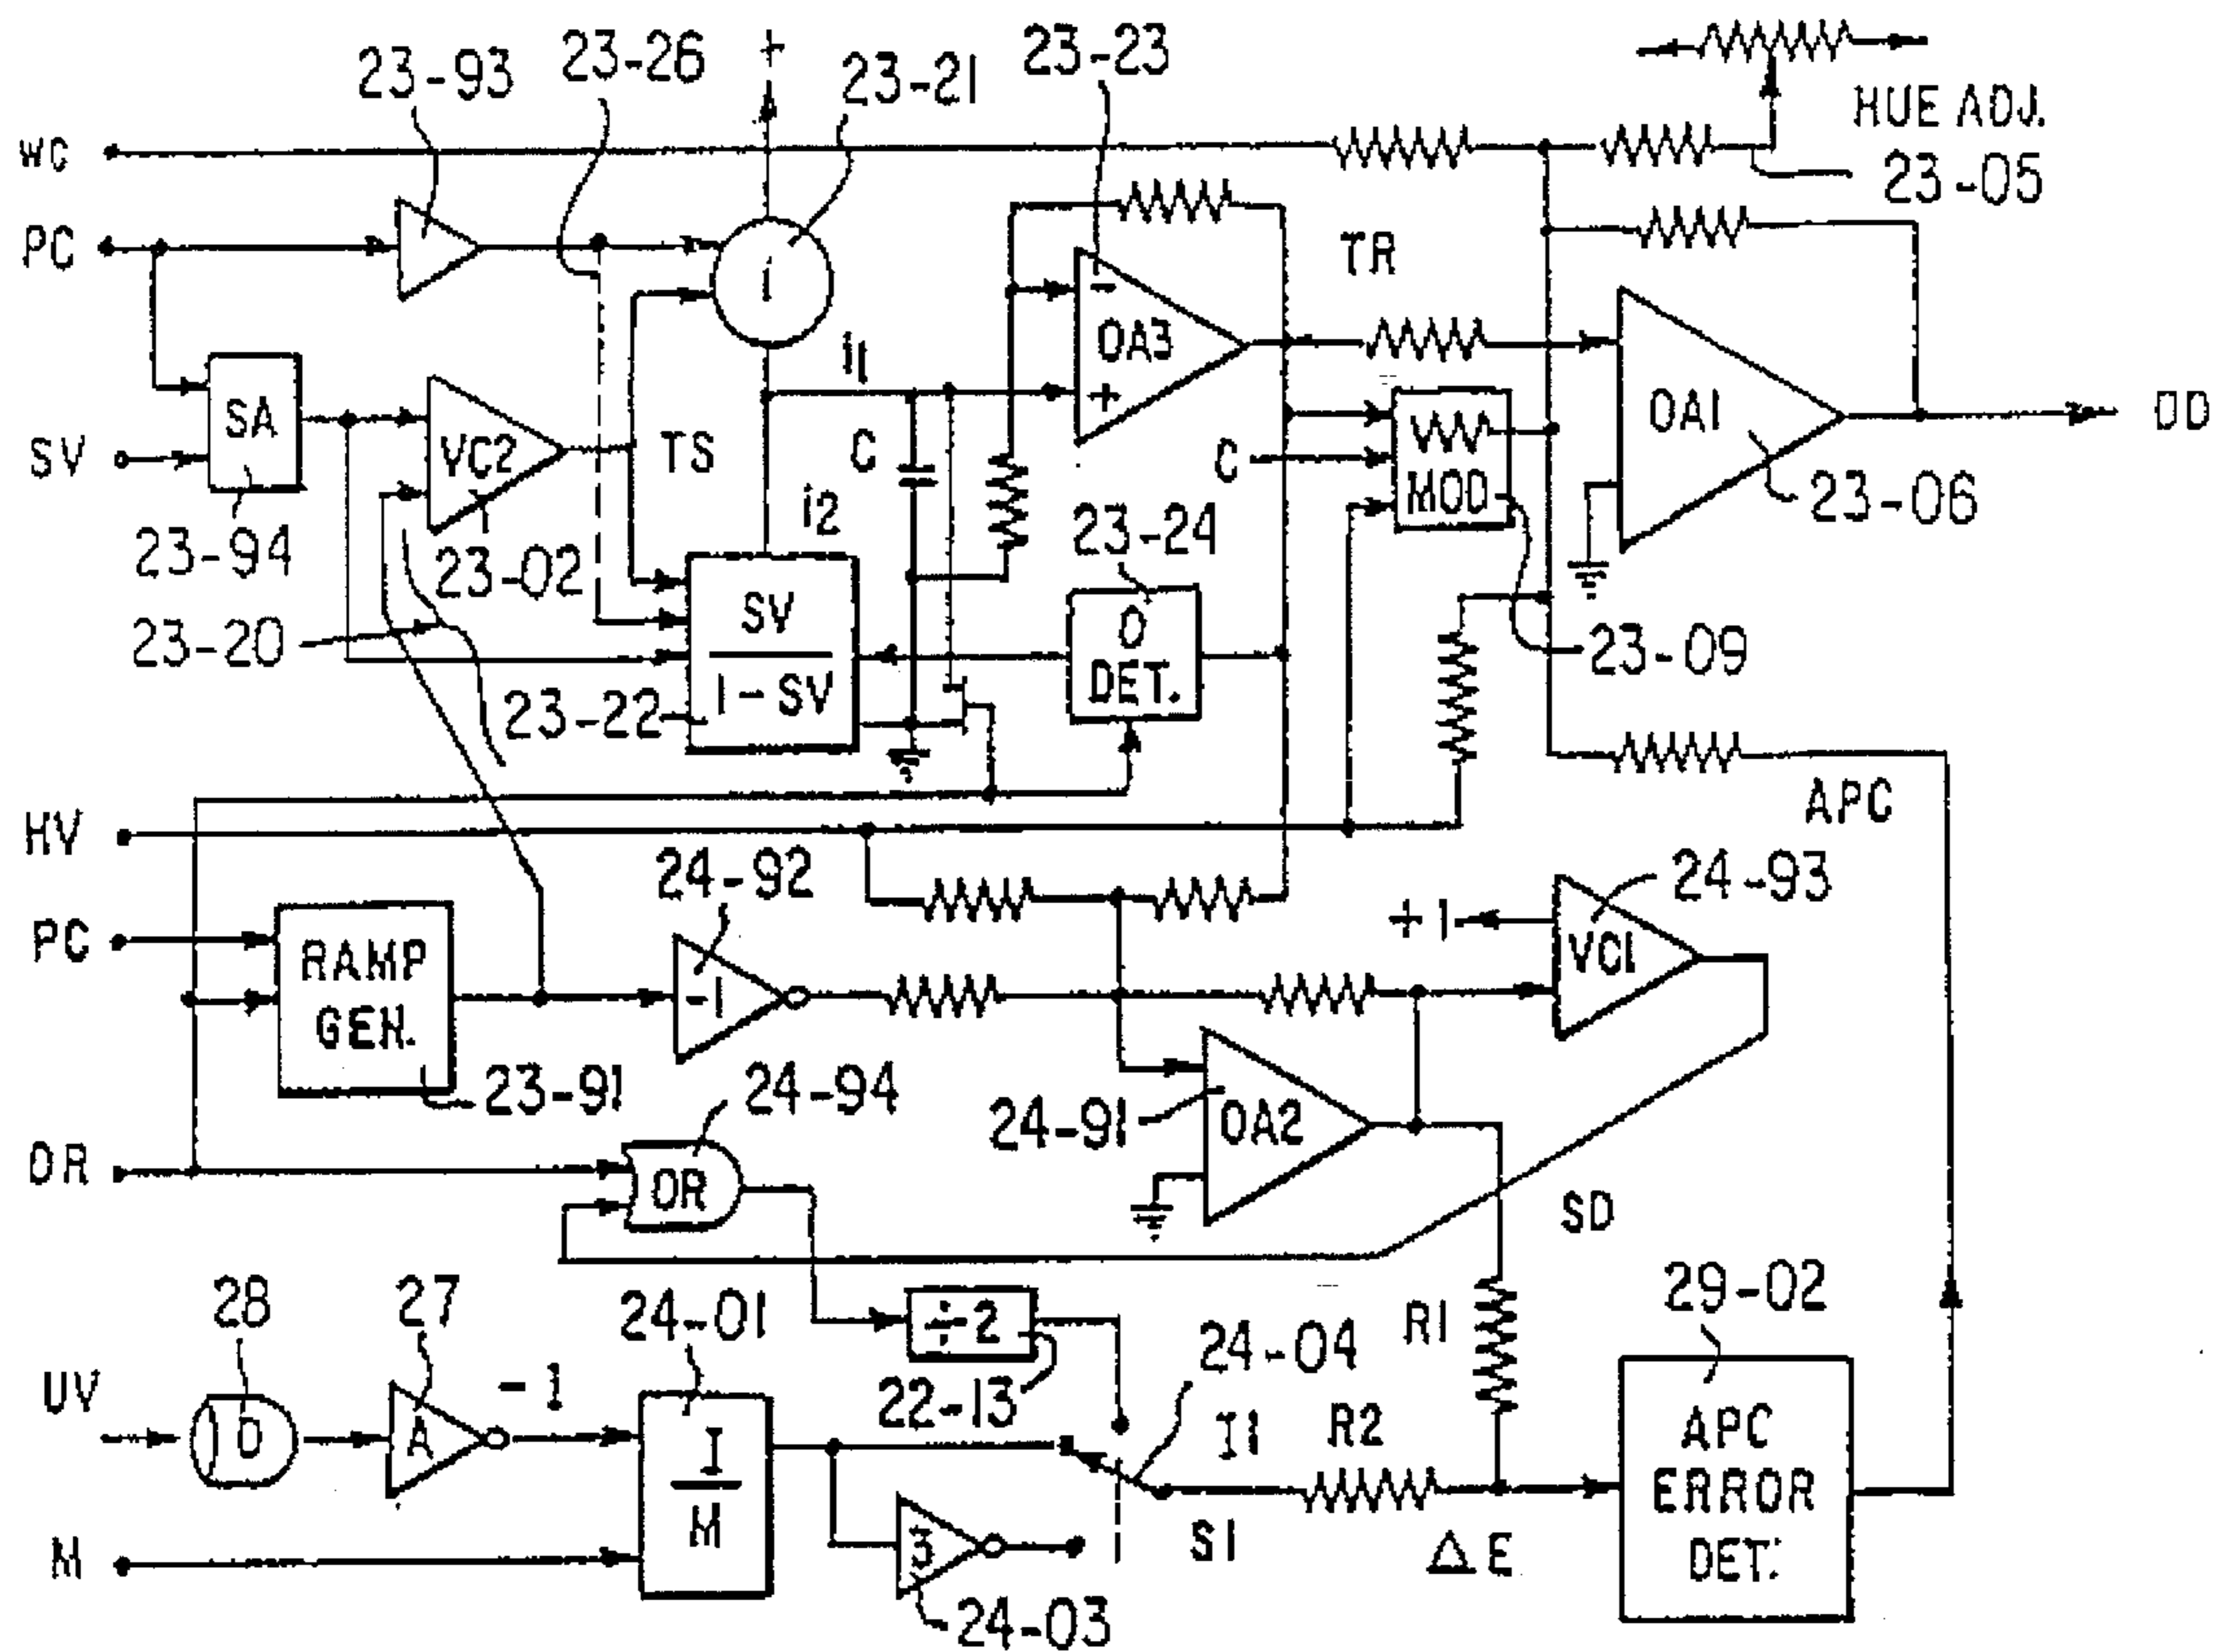 23-93
23-26
+
23-21
23-23
HUE ADJ.
23-05
WC
PC
i
TR
SA
SV
VC2
TS
i1
C
OA3
-
+
C
MOD
OA1
OD
23-06
23-94
23-02
i2
23-24
23-20
SV
1-SV
23-22
0
DET.
23-09
APC
HV
24-92
24-93
PC
RAMP
GEN.
-1
+1
VC1
23-91
24-94
24-91
OA2
OR
OR
SD
28
27
24-01
÷2
22-13
24-04
R1
29-02
UV
D
A
-1
I
M
I1
R2
APC
ERROR
DET.
M
3
24-03
S1
ΔE